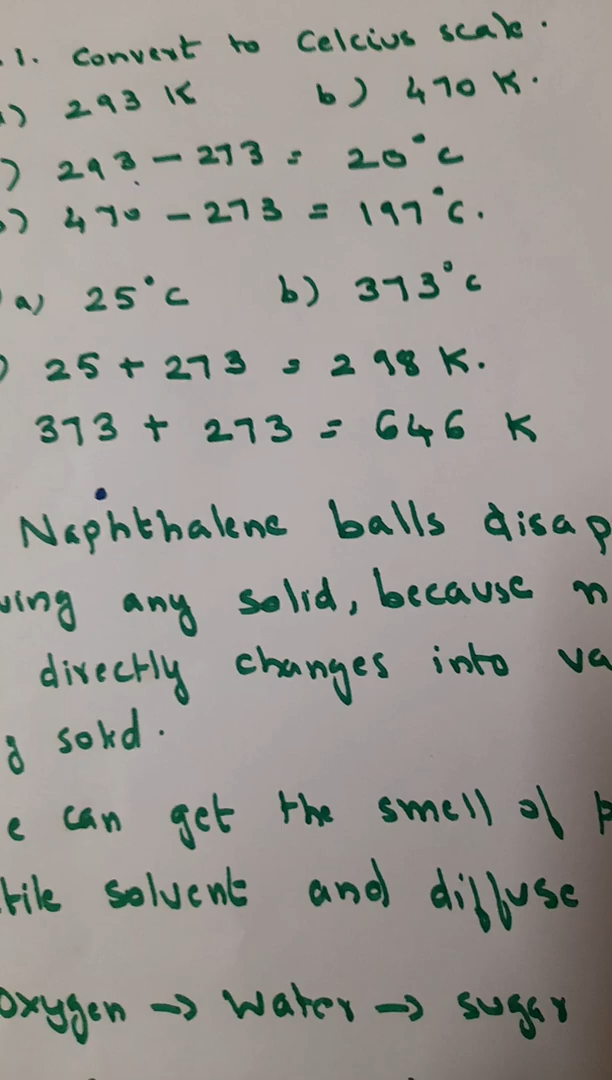 1. Convert to Celcius scale.
a) 293 K b) 470 K.
) 293 - 273 = 20°C
b) 470 - 273 = 197°C.
a) 25°C b) 373°C
) 25 + 273 = 298 K.
373 + 273 = 646 K
Naphthalene balls disap
ving any solid, because n
directly changes into va
g solid.
e can get the smell of p
tile solvent and diffuse
oxygen → water → sugar